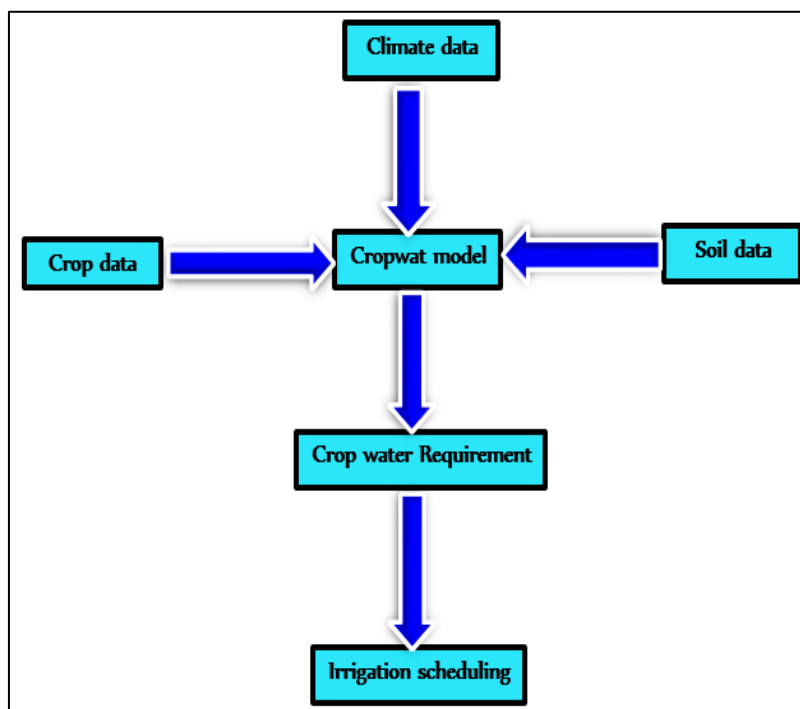 Climate data
Crop data
Cropwat model
Soil data
Crop water Requirement
Irrigation scheduling